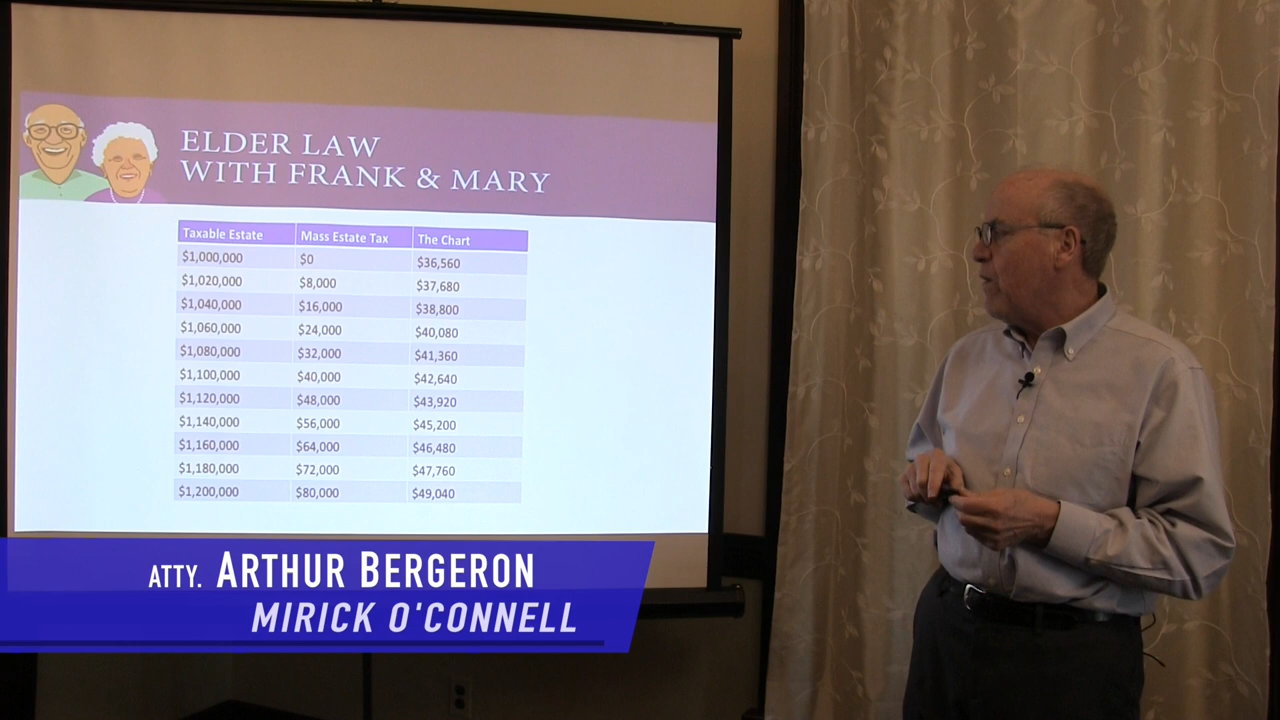 ELDER LAW
WITH FRANK & MARY
Taxable Estate Mass Estate Tax The Chart
$1,000,000 $0 $36,560
$1,020,000 $8,000 $37,680
$1,040,000 $16,000 $38,800
$1,060,000 $24,000 $40,080
$1,080,000 $32,000 $41,360
$1,100,000 $40,000 $42,640
$1,120,000 $48,000 $43,920
$1,140,000 $56,000 $45,200
$1,160,000 $64,000 $46,480
$1,180,000 $72,000 $47,760
$1,200,000 $80,000 $49,040
ATTY. ARTHUR BERGERON
MIRICK O'CONNELL